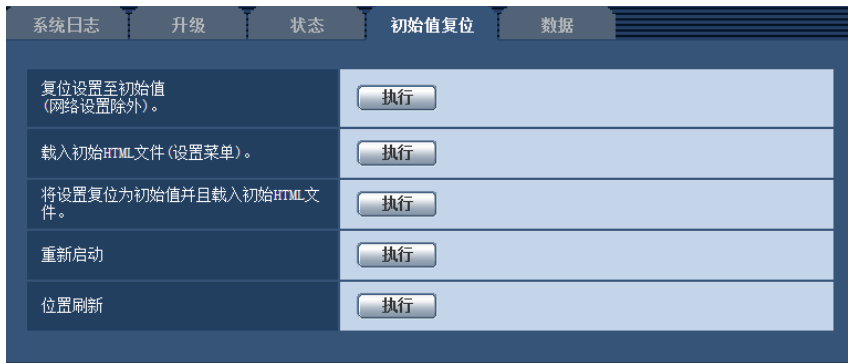 系统日志 升级 状态 初始值复位 数据
复位设置至初始值
(网络设置除外)。
执行
载入初始HTML文件(设置菜单)。
执行
将设置复位为初始值并且载入初始HTML文
件。
执行
重新启动
执行
位置刷新
执行